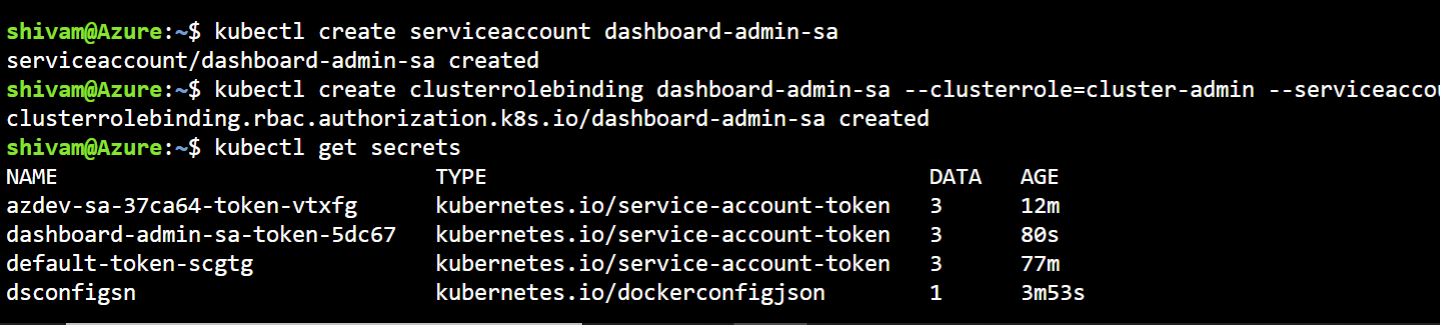 shivam@Azure:~$ kubectl create serviceaccount dashboard-admin-sa
serviceaccount/dashboard-admin-sa created
shivam@Azure:~$ kubectl create clusterrolebinding dashboard-admin-sa --clusterrole=cluster-admin --serviceaccou
clusterrolebinding.rbac.authorization.k8s.io/dashboard-admin-sa created
shivam@Azure:~$ kubectl get secrets
NAME TYPE DATA AGE
azdev-sa-37ca64-token-vtxfg kubernetes.io/service-account-token 3 12m
dashboard-admin-sa-token-5dc67 kubernetes.io/service-account-token 3 80s
default-token-scgtg kubernetes.io/service-account-token 3 77m
dsconfigsn kubernetes.io/dockerconfigjson 1 3m53s